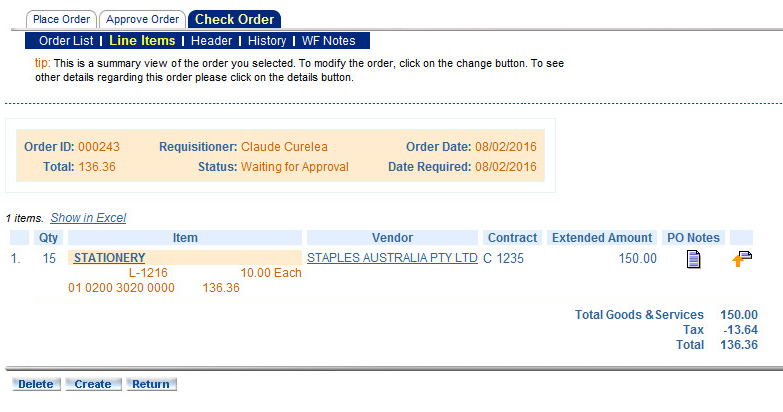 Place Order Approve Order Check Order
Order List | Line Items | Header | History | WF Notes
tip: This is a summary view of the order you selected. To modify the order, click on the change button. To see
other details regarding this order please click on the details button.
Order ID: 000243 Requisitioner: Claude Curelea Order Date: 08/02/2016
Total: 136.36 Status: Waiting for Approval Date Required: 08/02/2016
1 items. Show in Excel
Qty Item Vendor Contract Extended Amount PO Notes
1. 15 STATIONERY STAPLES AUSTRALIA PTY LTD C 1235 150.00
L-1216 10.00 Each
01 0200 3020 0000 136.36
Total Goods & Services 150.00
Tax -13.64
Total 136.36
Delete Create Return